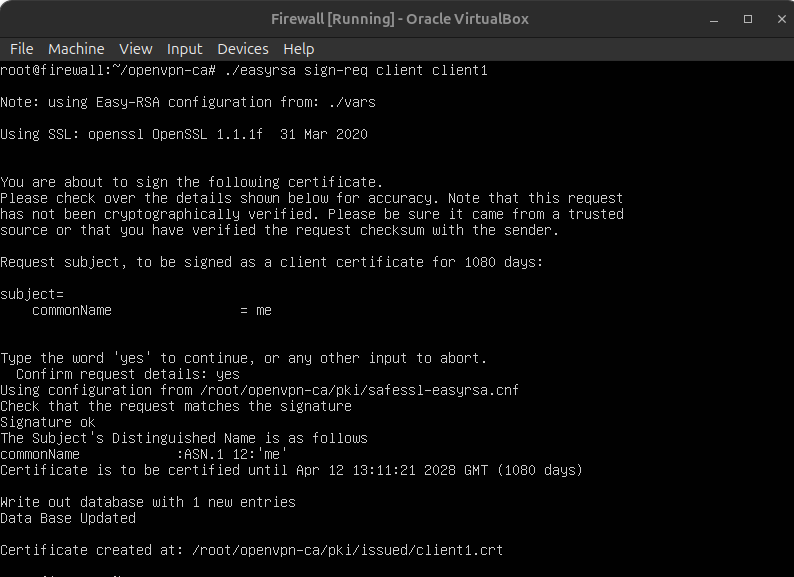 Firewall [Running] - Oracle VirtualBox
File Machine View Input Devices Help
root@firewall:~/openvpn-ca# ./easyrsa sign-req client client1
Note: using Easy-RSA configuration from: ./vars
Using SSL: openssl OpenSSL 1.1.1f  31 Mar 2020
You are about to sign the following certificate.
Please check over the details shown below for accuracy. Note that this request
has not been cryptographically verified. Please be sure it came from a trusted
source or that you have verified the request checksum with the sender.
Request subject, to be signed as a client certificate for 1080 days:
subject=
    commonName                = me
Type the word 'yes' to continue, or any other input to abort.
  Confirm request details: yes
Using configuration from /root/openvpn-ca/pki/safessl-easyrsa.cnf
Check that the request matches the signature
Signature ok
The Subject's Distinguished Name is as follows
commonName            :ASN.1 12:'me'
Certificate is to be certified until Apr 12 13:11:21 2028 GMT (1080 days)
Write out database with 1 new entries
Data Base Updated
Certificate created at: /root/openvpn-ca/pki/issued/client1.crt